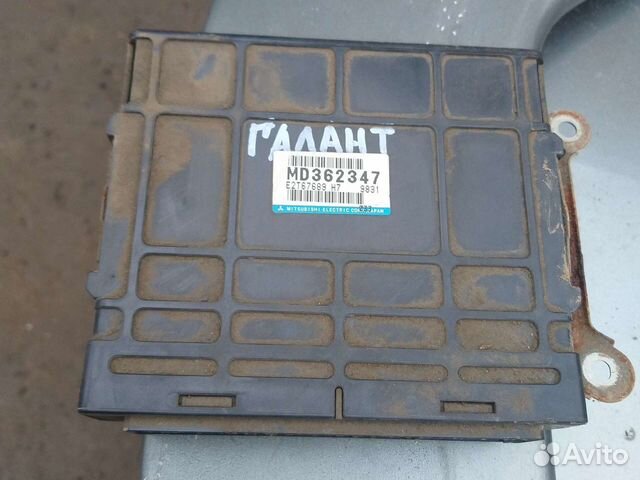 ГАЛАНТ
MD362347
E2T67689 H7 9831
MITSUBISHI ELECTRIC CORP. JAPAN
Avito